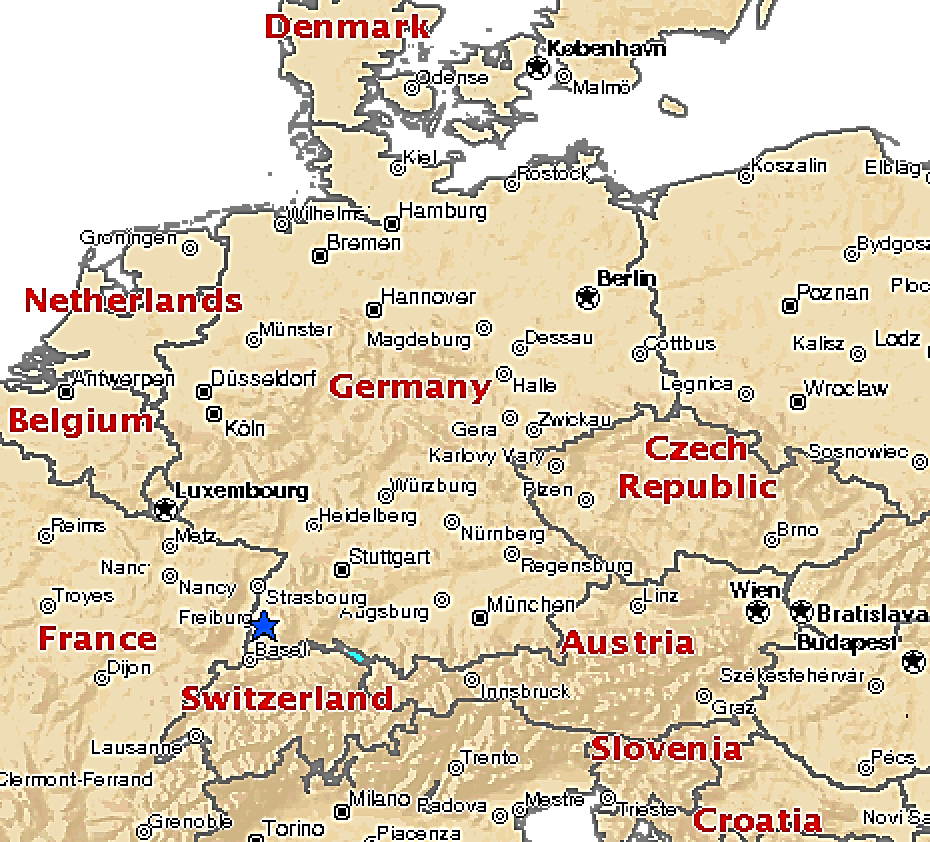 Denmark
København
Odense
Malmö
Kiel
Rostock
Koszalin
Elblag
Wilhelms
Hamburg
Groningen
Bremen
Bydgosz
Berlin
Netherlands
Hannover
Poznan
Ploc
Münster
Magdeburg
Dessau
Cottbus
Kalisz
Lodz
Antwerpen
Düsseldorf
Germany
Halle
Legnica
Wroclaw
Belgium
Köln
Gera
Zwickau
Czech
Republic
Karlovy Vary
Sosnowiec
Luxembourg
Würzburg
Plzen
Reims
Heidelberg
Metz
Nürnberg
Brno
Stuttgart
Regensburg
Nanc
Nancy
Troyes
Strasbourg
Augsburg
München
Linz
Wien
Bratislava
Freiburg
France
Austria
Budapest
Basel
Dijon
Switzerland
Innsbruck
Székésfehérvár
Graz
Lausanne
Slovenia
Trento
Pécs
Clermont-Ferrand
Milano
Padova
Mestre
Trieste
Croatia
Novi Sa
Grenoble
Torino
Piacenza